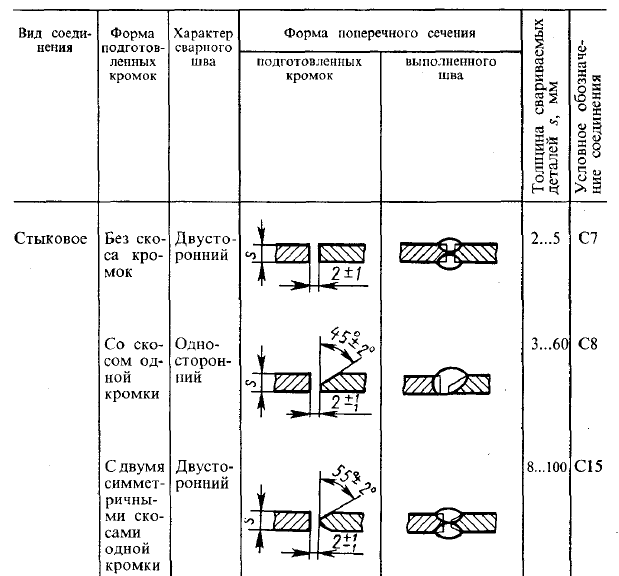 Вид соеди-
нения
Форма
подготов-
ленных
кромок
Характер
сварного
шва
Форма поперечного сечения
подготовленных
кромок
выполненного
шва
Толщина свариваемых
деталей s, мм
Условное обозначе-
ние соединения
Стыковое
Без ско-
са кро-
мок
Двусто-
ронний
s
2±1
2...5
С7
Со ско-
сом од-
ной
кромки
Одно-
сторон-
ний
45°±2°
s
2±1
3...60
С8
С двумя
симмет-
ричны-
ми ско-
сами
одной
кромки
Двусто-
ронний
55°±2°
s
2±1
8...100
С15